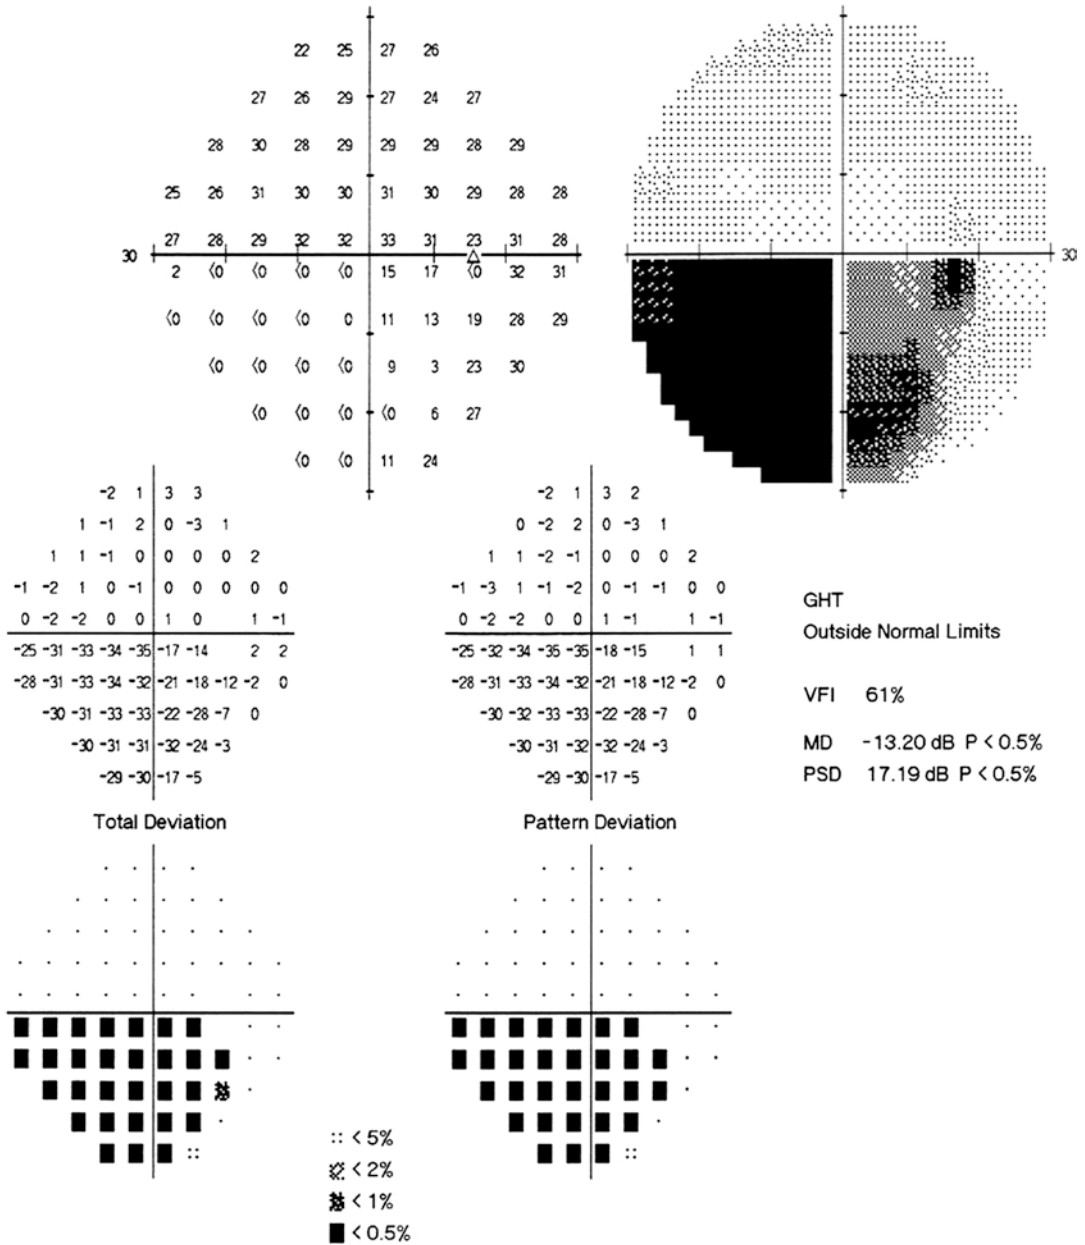 22 25 27 26
27 26 29 27 24 27
28 30 28 29 29 29 28 29
25 26 31 30 30 31 30 29 28 28
27 28 29 32 32 33 31 23 31 28
30 30
2 <0 <0 <0 <0 15 17 <0 32 31
<0 <0 <0 <0 0 11 13 19 28 29
<0 <0 <0 <0 9 3 23 30
<0 <0 <0 <0 6 27
<0 <0 11 24
-2 1 3 3
1 -1 2 0 -3 1
1 1 -1 0 0 0 0 2
-1 -2 1 0 -1 0 0 0 0 0
0 -2 -2 0 0 1 0 1 -1
-25 -31 -33 -34 -35 -17 -14 2 2
-28 -31 -33 -34 -32 -21 -18 -12 -2 0
-30 -31 -33 -33 -22 -28 -7 0
-30 -31 -31 -32 -24 -3
-29 -30 -17 -5
Total Deviation
-2 1 3 2
0 -2 2 0 -3 1
1 1 -2 -1 0 0 0 2
-1 -3 1 -1 -2 0 -1 -1 0 0
0 -2 -2 0 0 1 -1 1 -1
-25 -32 -34 -35 -35 -18 -15 1 1
-28 -31 -33 -34 -32 -21 -18 -12 -2 0
-30 -32 -33 -33 -22 -28 -7 0
-30 -31 -32 -32 -24 -3
-29 -30 -17 -5
Pattern Deviation
GHT
Outside Normal Limits
VFI 61%
MD -13.20 dB P < 0.5%
PSD 17.19 dB P < 0.5%
< 5%
< 2%
< 1%
< 0.5%